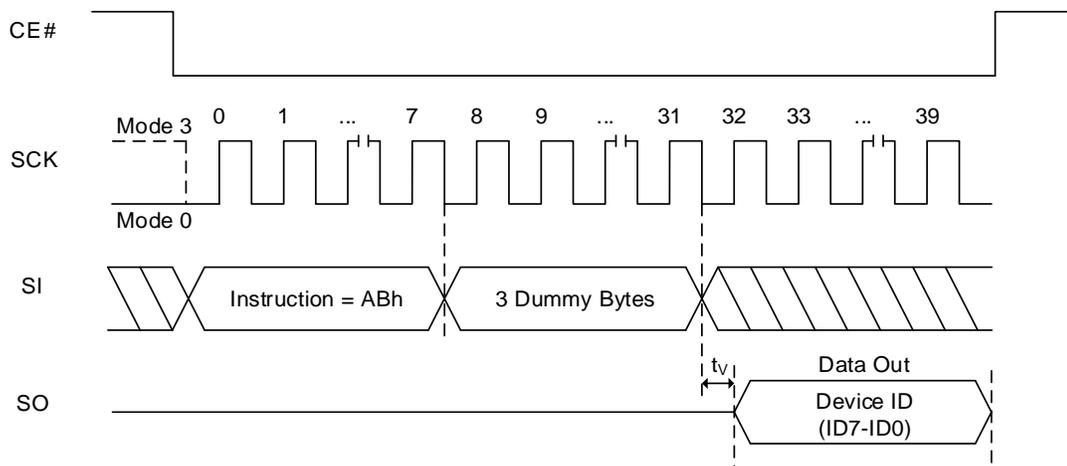 CE#
0 1 ... 7 8 9 ... 31 32 33 ... 39
Mode 3
SCK
Mode 0
SI
Instruction = ABh
3 Dummy Bytes
tV
Data Out
SO
Device ID
(ID7-ID0)